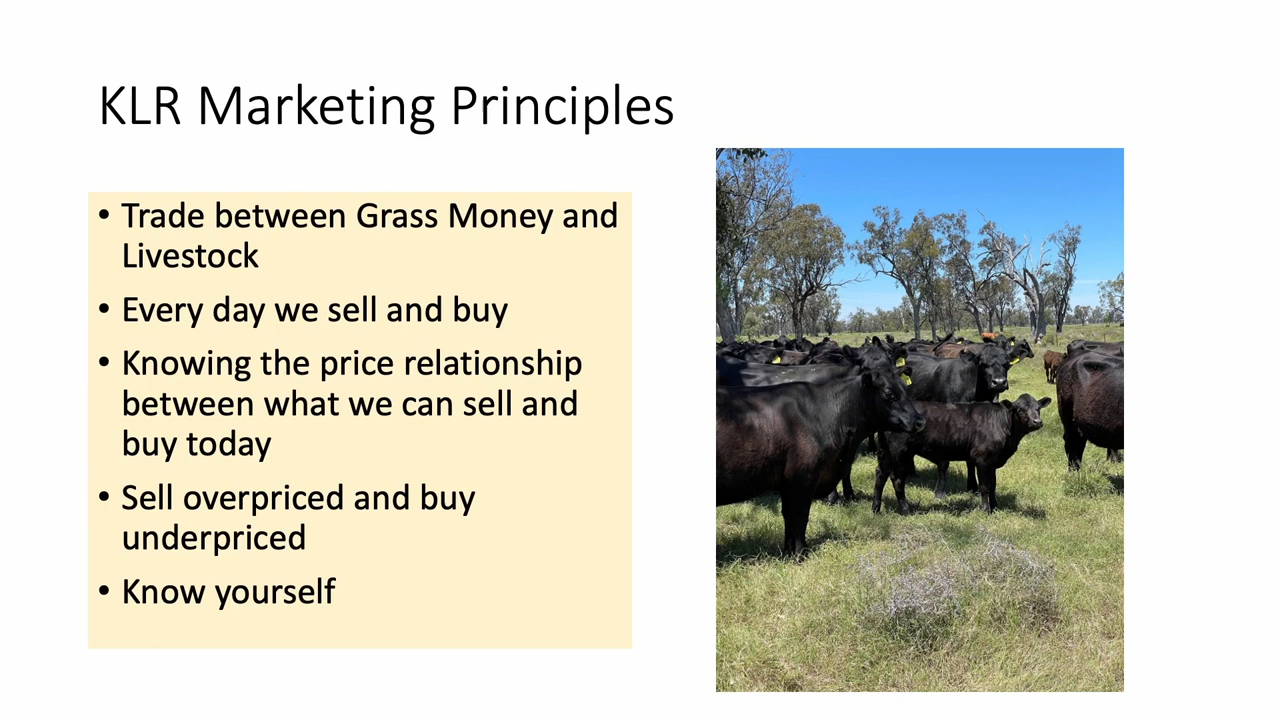 KLR Marketing Principles
• Trade between Grass Money and
Livestock
• Every day we sell and buy
• Knowing the price relationship
between what we can sell and
buy today
• Sell overpriced and buy
underpriced
• Know yourself